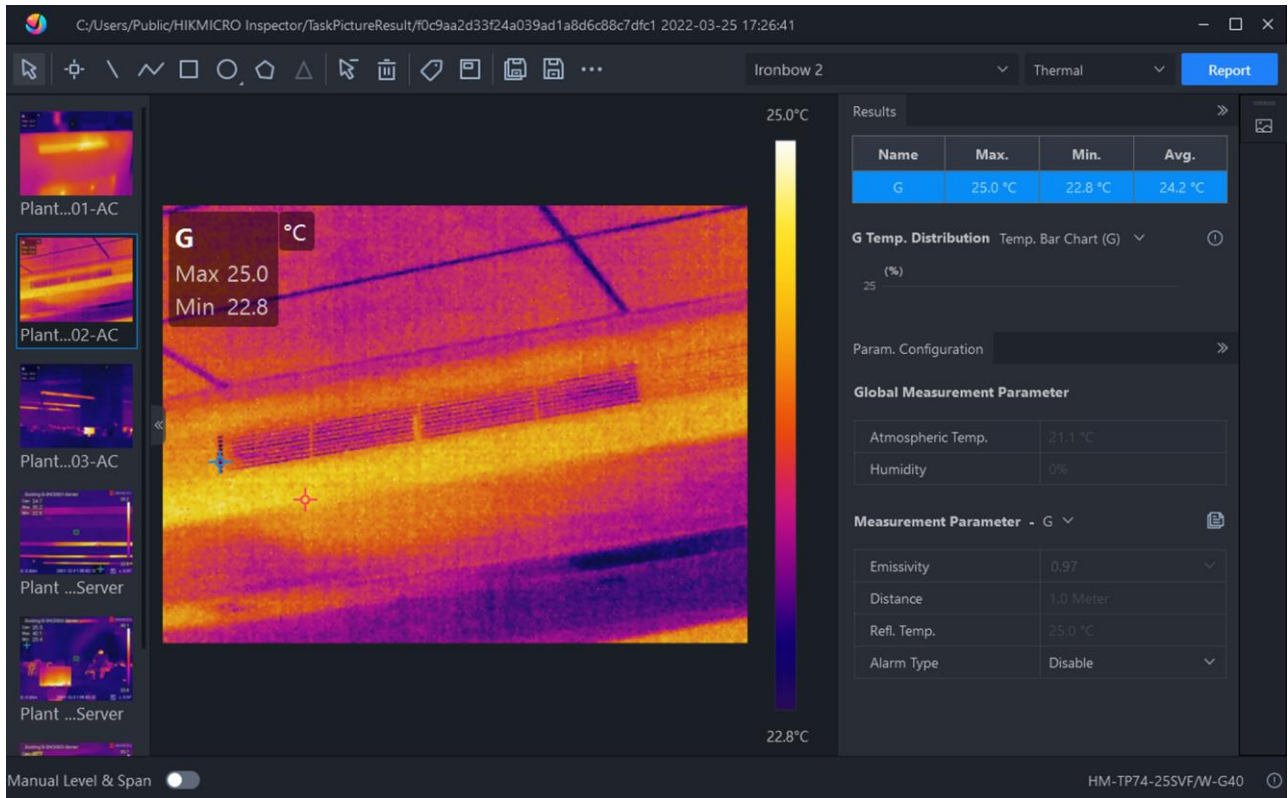 C:/Users/Public/HIKMICRO Inspector/TaskPictureResult/f0c9aa2d33f24a039ad1a8d6c88c7dfc1 2022-03-25 17:26:41
Ironbow 2
Thermal
Report
Plant...01-AC
Plant...02-AC
Plant...03-AC
Plant ...Server
Plant ...Server
25.0°C
G °C
Max 25.0
Min 22.8
22.8°C
Results
Name Max. Min. Avg.
G 25.0 °C 22.8 °C 24.2 °C
G Temp. Distribution Temp. Bar Chart (G)
(%)
25
Param. Configuration
Global Measurement Parameter
Atmospheric Temp. 21.1 °C
Humidity 0%
Measurement Parameter - G
Emissivity 0.97
Distance 1.0 Meter
Refl. Temp. 25.0 °C
Alarm Type Disable
Manual Level & Span
HM-TP74-25SVF/W-G40